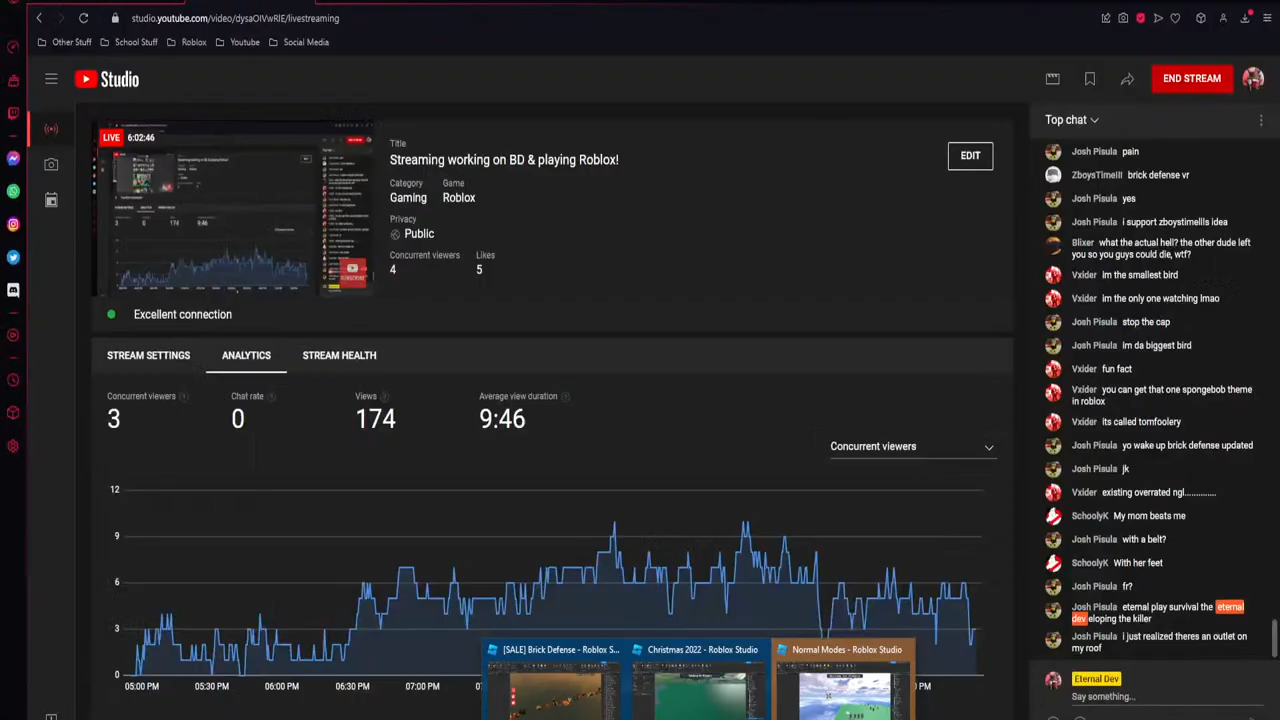 studio.youtube.com/video/dysaOIVwRlE/livestreaming
Other Stuff School Stuff Roblox Youtube Social Media
Studio
END STREAM
LIVE 6:02:46
Title
Streaming working on BD & playing Roblox!
EDIT
Category Game
Gaming Roblox
Privacy
Public
Concurrent viewers Likes
4 5
Excellent connection
STREAM SETTINGS ANALYTICS STREAM HEALTH
Concurrent viewers Chat rate Views Average view duration
3 0 174 9:46
Concurrent viewers
12
9
6
3
0
05:30 PM 06:00 PM 06:30 PM 07:00 PM
PM
[SALE] Brick Defense - Roblox S... Christmas 2022 - Roblox Studio Normal Modes - Roblox Studio
Top chat
Josh Pisula pain
ZboysTimeIII brick defense vr
Josh Pisula yes
Josh Pisula i support zboystimellls idea
Blixer what the actual hell? the other dude left
you so you guys could die, wtf?
Vxider im the smallest bird
Vxider im the only one watching lmao
Josh Pisula stop the cap
Josh Pisula im da biggest bird
Vxider fun fact
Vxider you can get that one spongebob theme
in roblox
Vxider its called tomfoolery
Josh Pisula yo wake up brick defense updated
Josh Pisula jk
Vxider existing overrated ngl..............
SchoolyK My mom beats me
Josh Pisula with a belt?
SchoolyK With her feet
Josh Pisula fr?
Josh Pisula eternal play survival the eternal
dev eloping the killer
Josh Pisula i just realized theres an outlet on
my roof
Eternal Dev
Say something...